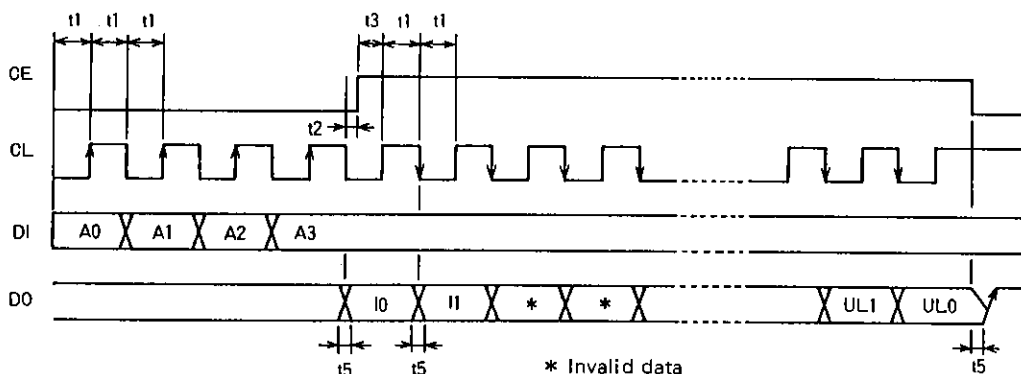 t1 t1 t1 t3 t1 t1
CE
t2
CL
DI A0 A1 A2 A3
DO I0 I1 * * UL1 UL0
t5 t5 t5
* Invalid data